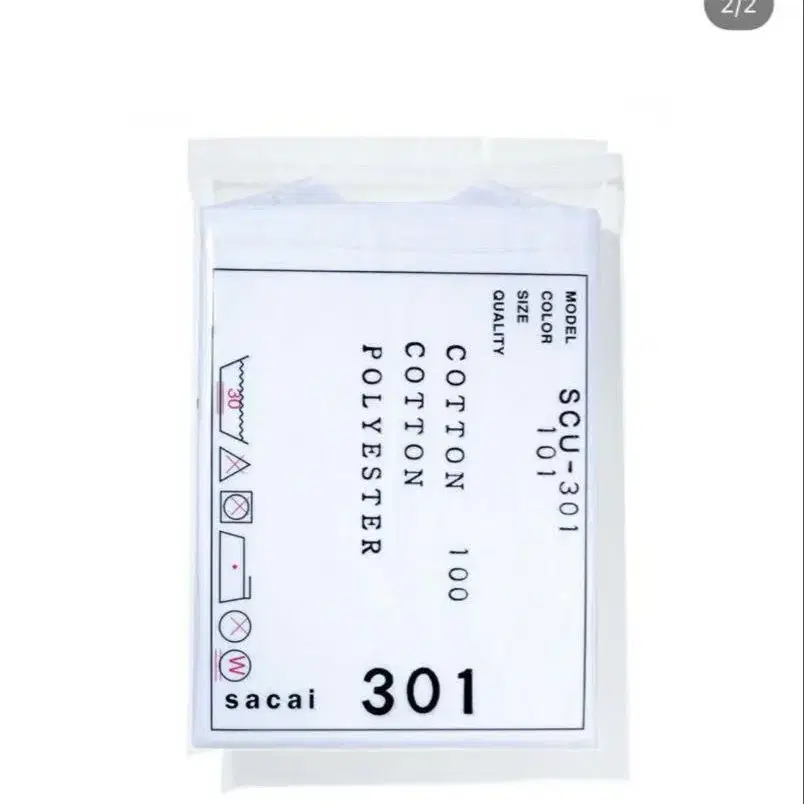 2/2
MODEL SCU-301
COLOR 101
SIZE
QUALITY
COTTON 100
COTTON
POLYESTER
30
W
sacai 301